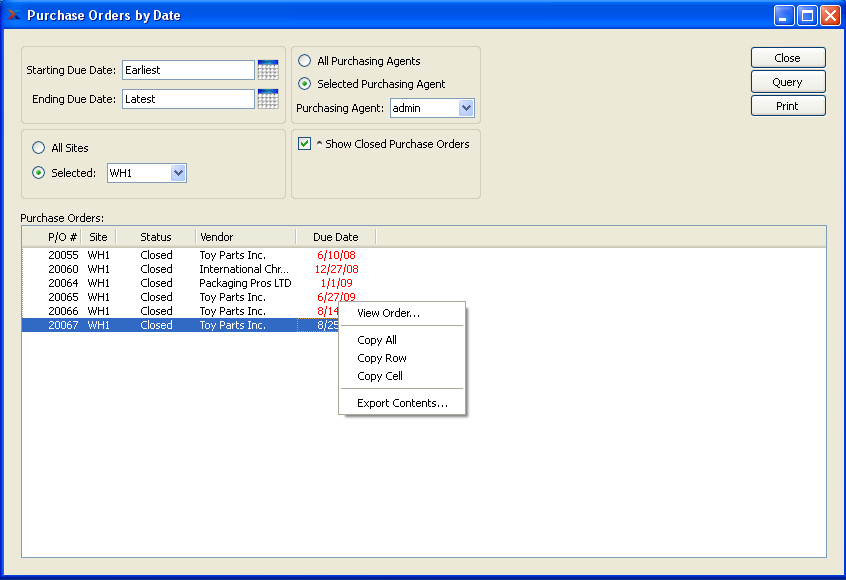 Purchase Orders by Date
Starting Due Date: Earliest
Ending Due Date: Latest
All Purchasing Agents
Selected Purchasing Agent
Purchasing Agent: admin
Close
Query
Print
All Sites
Selected: WH1
^ Show Closed Purchase Orders
Purchase Orders:
P/O # Site Status Vendor Due Date
20055 WH1 Closed Toy Parts Inc. 6/10/08
20060 WH1 Closed International Chr... 12/27/08
20064 WH1 Closed Packaging Pros LTD 1/1/09
20065 WH1 Closed Toy Parts Inc. 6/27/09
20066 WH1 Closed Toy Parts Inc. 8/14
20067 WH1 Closed Toy Parts Inc. 8/25
View Order...
Copy All
Copy Row
Copy Cell
Export Contents...